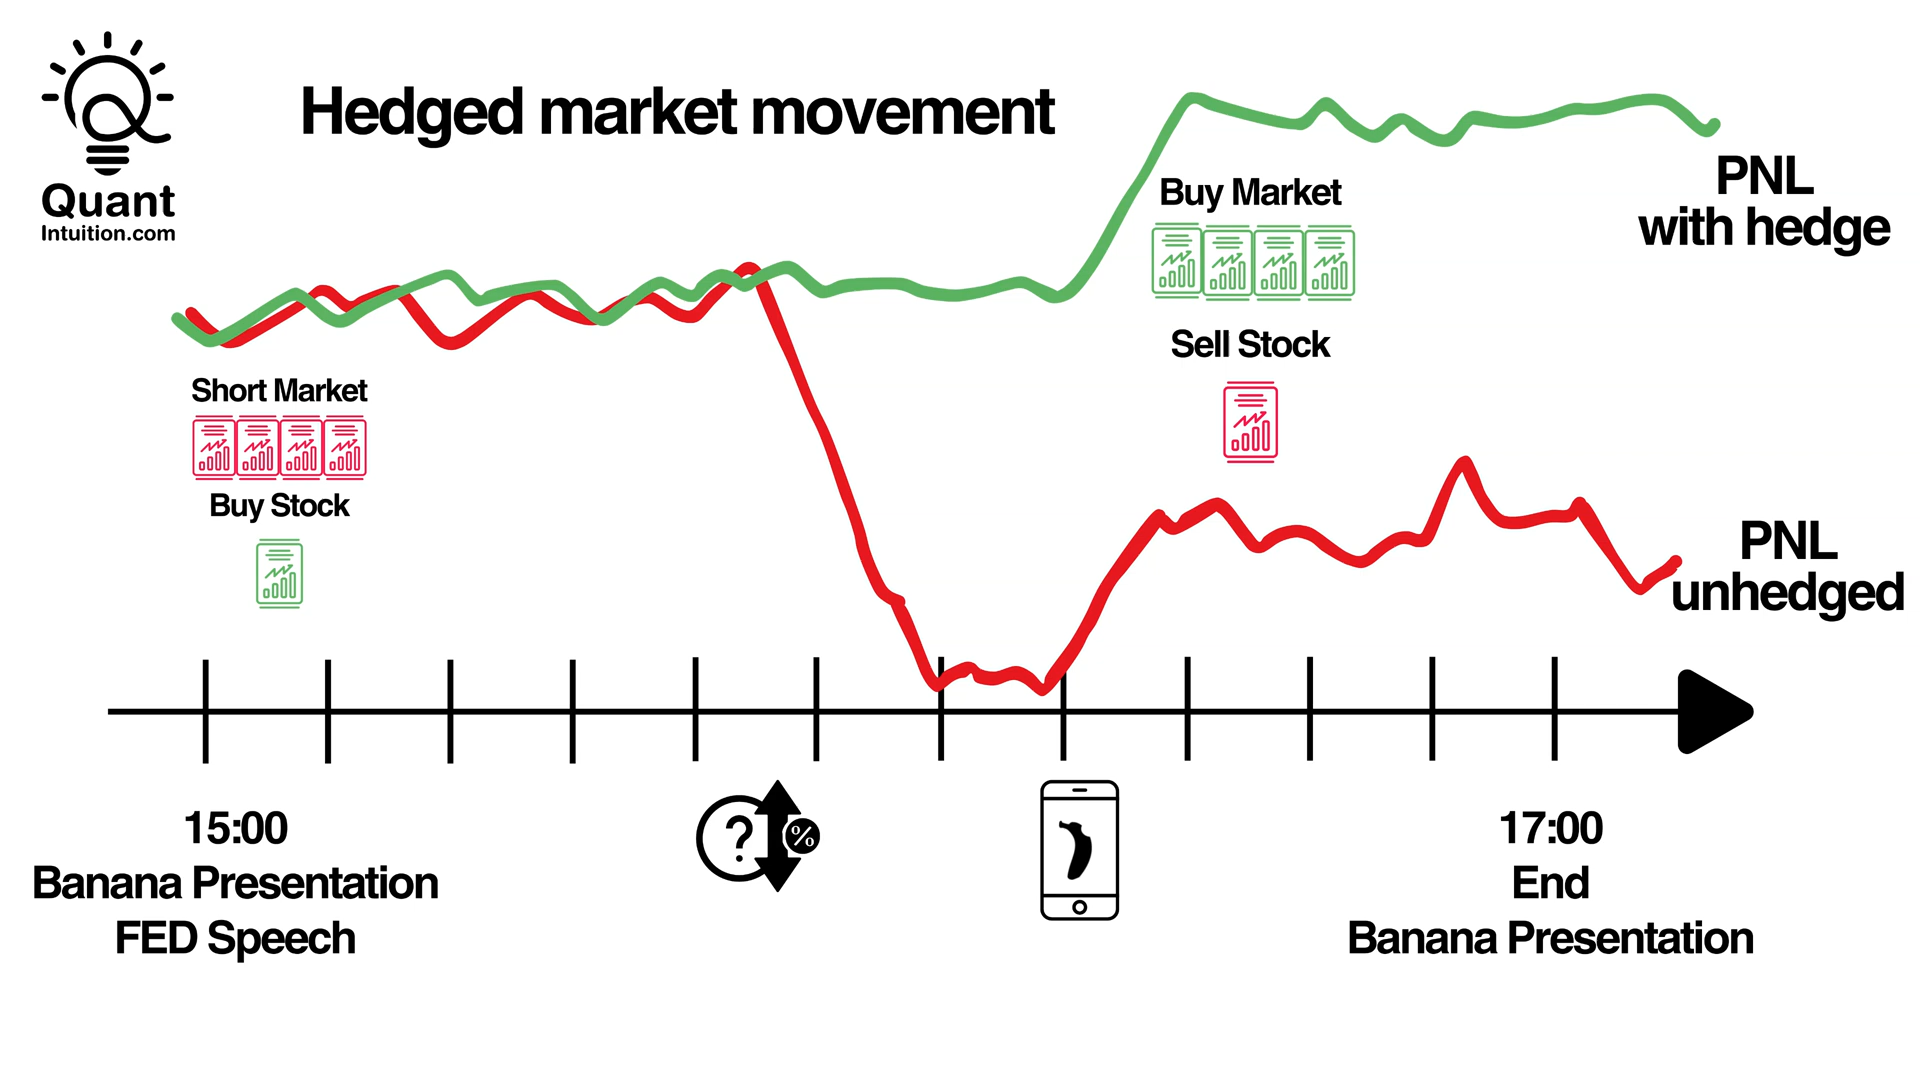 Quant
Intuition.com
Hedged market movement
Buy Market
PNL
with hedge
Sell Stock
Short Market
Buy Stock
PNL
unhedged
?
%
15:00
Banana Presentation
FED Speech
17:00
End
Banana Presentation